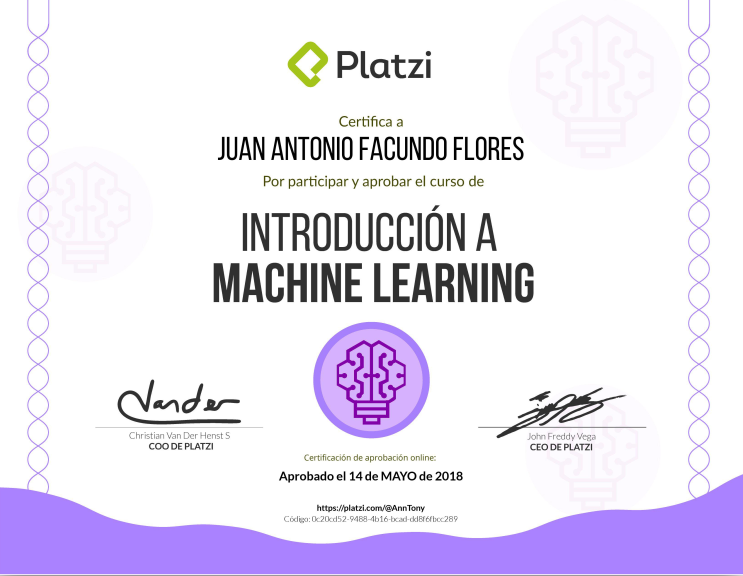 Platzi
Certifica a
JUAN ANTONIO FACUNDO FLORES
Por participar y aprobar el curso de
INTRODUCCIÓN A
MACHINE LEARNING
Vander
Christian Van Der Henst S
COO DE PLATZI
John Freddy Vega
CEO DE PLATZI
Certificación de aprobación online:
Aprobado el 14 de MAYO de 2018
https://platzi.com/@AnnTony
Código: 0c20cd52-9488-4b16-bcad-dd8f6fbcc289